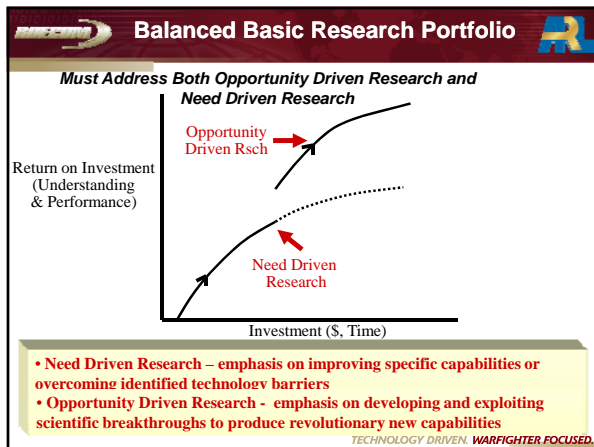 RDECOM
Balanced Basic Research Portfolio
ARL
Must Address Both Opportunity Driven Research and
Need Driven Research
Opportunity
Driven Rsch
Return on Investment
(Understanding
& Performance)
Need Driven
Research
Investment ($, Time)
• Need Driven Research – emphasis on improving specific capabilities or
overcoming identified technology barriers
• Opportunity Driven Research - emphasis on developing and exploiting
scientific breakthroughs to produce revolutionary new capabilities
TECHNOLOGY DRIVEN. WARFIGHTER FOCUSED.